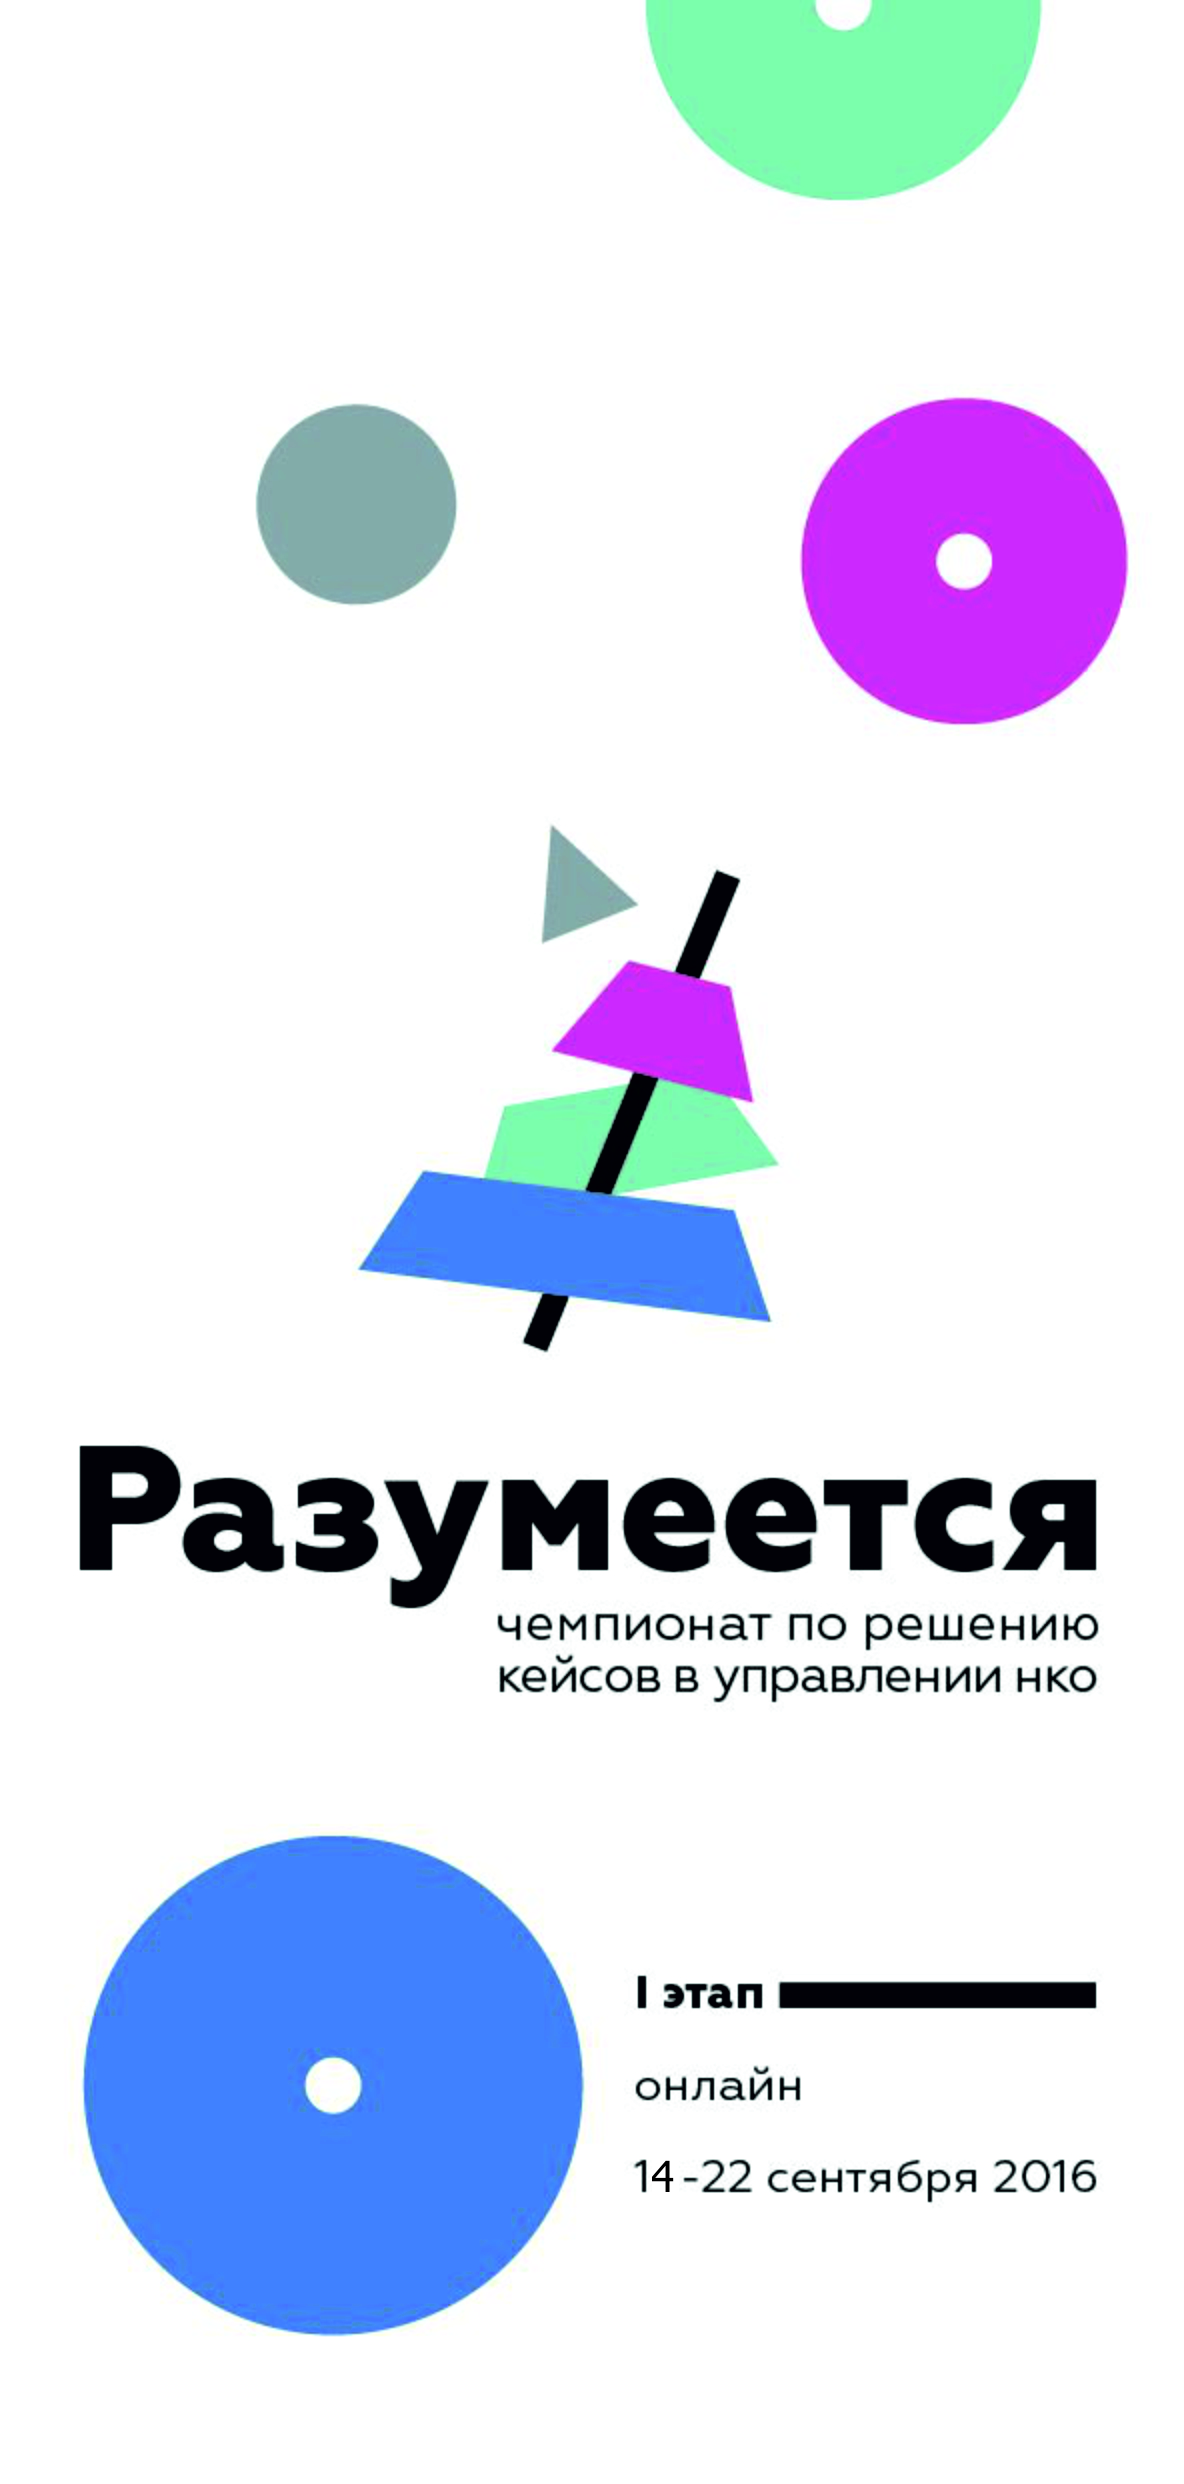 Разумеется
чемпионат по решению
кейсов в управлении нко
I этап
онлайн
14-22 сентября 2016